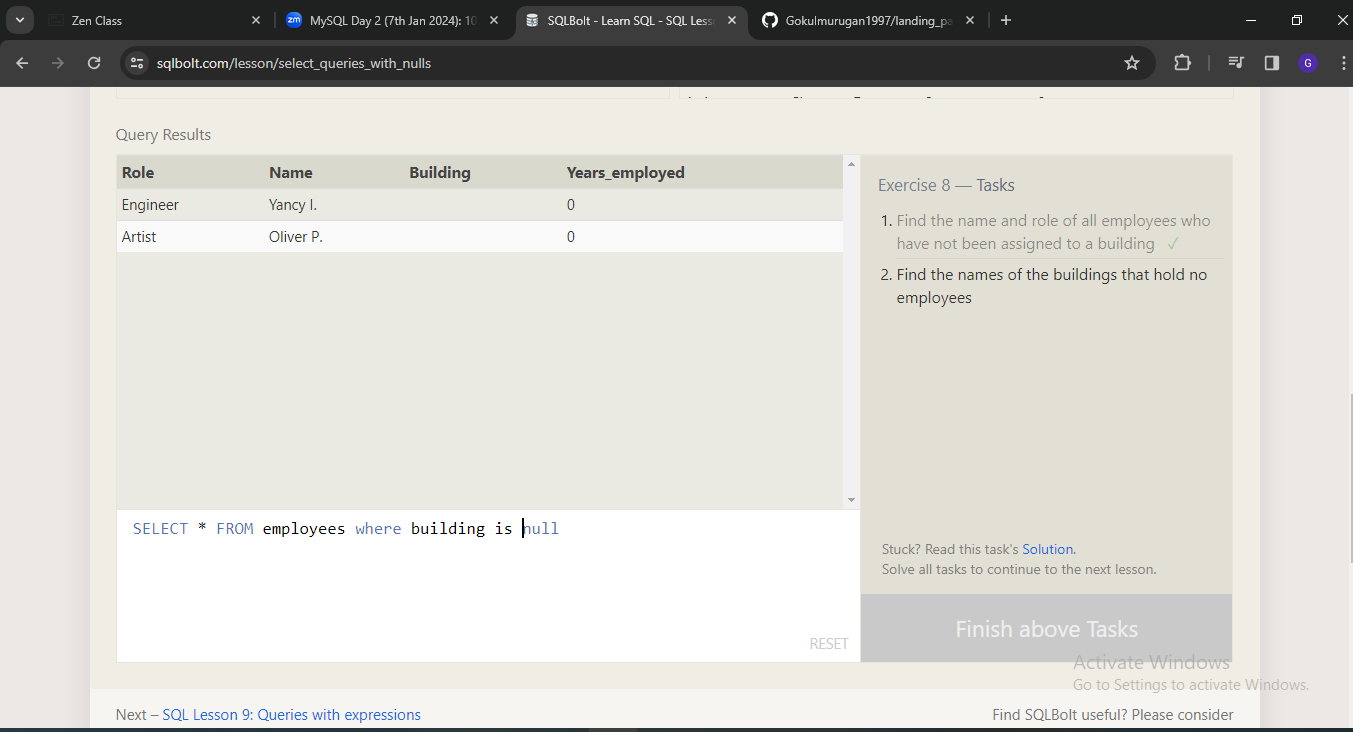 Zen Class
MySQL Day 2 (7th Jan 2024): 10
SQLBolt - Learn SQL - SQL Less
Gokulmurugan1997/landing_pa
sqlbolt.com/lesson/select_queries_with_nulls
G
Query Results
Role Name Building Years_employed
Engineer Yancy I. 0
Artist Oliver P. 0
Exercise 8 — Tasks
1. Find the name and role of all employees who
have not been assigned to a building ✓
2. Find the names of the buildings that hold no
employees
SELECT * FROM employees where building is null
RESET
Stuck? Read this task's Solution.
Solve all tasks to continue to the next lesson.
Finish above Tasks
Activate Windows
Go to Settings to activate Windows.
Next – SQL Lesson 9: Queries with expressions
Find SQLBolt useful? Please consider